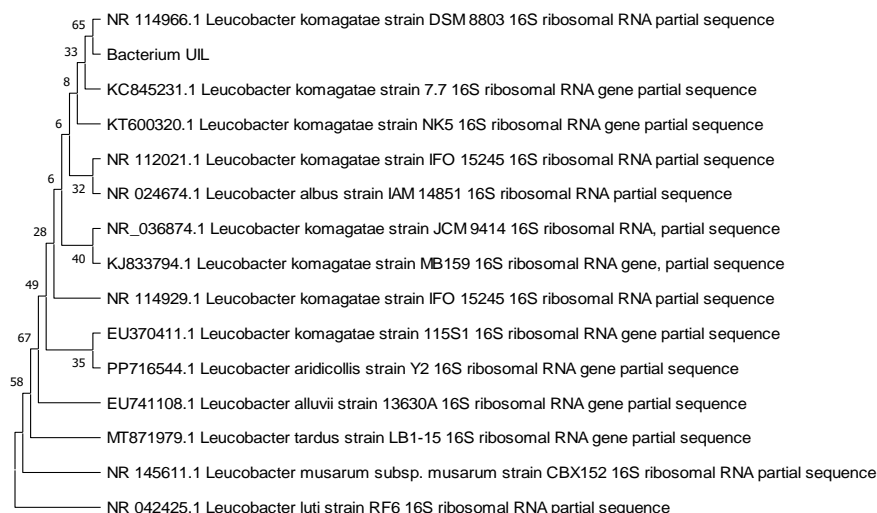 65
NR 114966.1 Leucobacter komagatae strain DSM 8803 16S ribosomal RNA partial sequence
33
Bacterium UIL
8
KC845231.1 Leucobacter komagatae strain 7.7 16S ribosomal RNA gene partial sequence
6
KT600320.1 Leucobacter komagatae strain NK5 16S ribosomal RNA gene partial sequence
NR 112021.1 Leucobacter komagatae strain IFO 15245 16S ribosomal RNA partial sequence
6
32
NR 024674.1 Leucobacter albus strain IAM 14851 16S ribosomal RNA partial sequence
28
NR_036874.1 Leucobacter komagatae strain JCM 9414 16S ribosomal RNA, partial sequence
40
KJ833794.1 Leucobacter komagatae strain MB159 16S ribosomal RNA gene, partial sequence
49
NR 114929.1 Leucobacter komagatae strain IFO 15245 16S ribosomal RNA partial sequence
67
EU370411.1 Leucobacter komagatae strain 115S1 16S ribosomal RNA gene partial sequence
35
PP716544.1 Leucobacter aridicollis strain Y2 16S ribosomal RNA gene partial sequence
58
EU741108.1 Leucobacter alluvii strain 13630A 16S ribosomal RNA gene partial sequence
MT871979.1 Leucobacter tardus strain LB1-15 16S ribosomal RNA gene partial sequence
NR 145611.1 Leucobacter musarum subsp. musarum strain CBX152 16S ribosomal RNA partial sequence
NR 042425.1 Leucobacter luti strain RF6 16S ribosomal RNA partial sequence